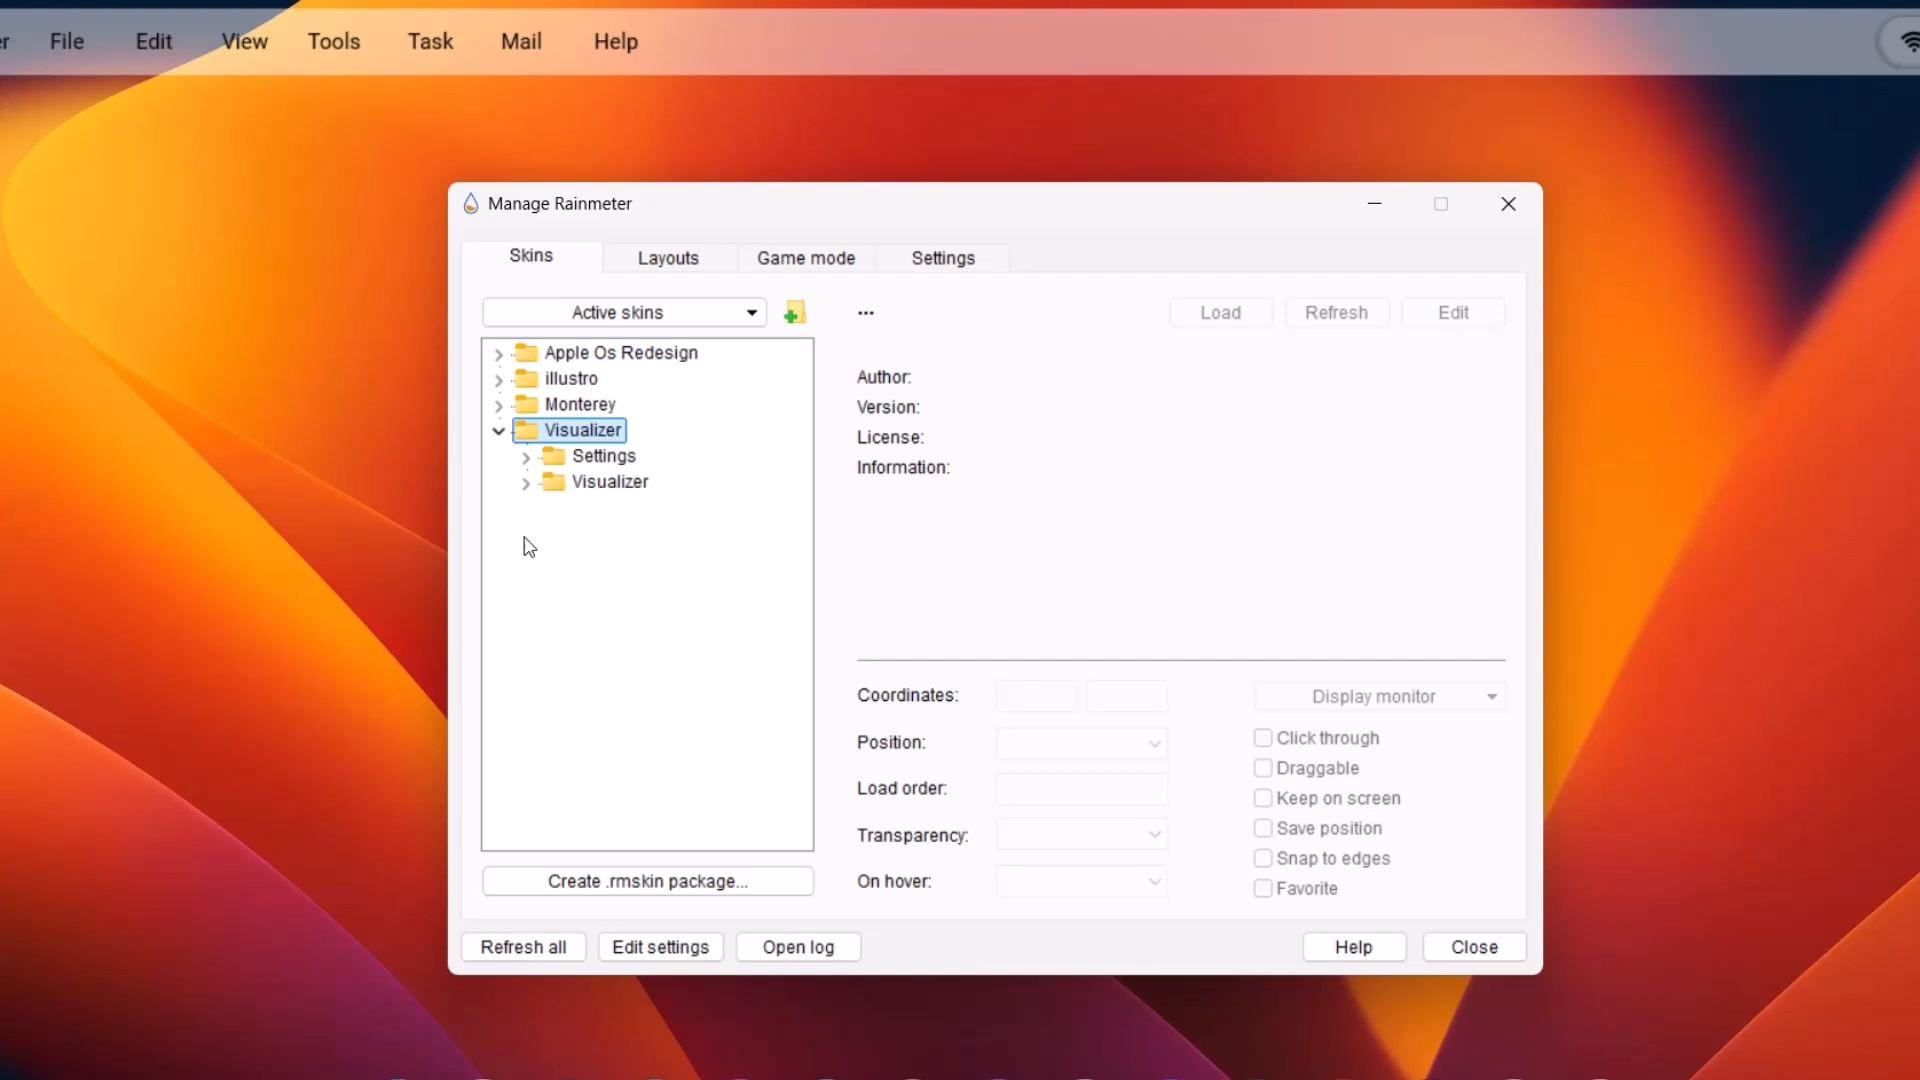 r File Edit View Tools Task Mail Help
Manage Rainmeter
Skins Layouts Game mode Settings
Active skins ... Load Refresh Edit
Apple Os Redesign
illustro
Monterey
Visualizer
Settings
Visualizer
Author:
Version:
License:
Information:
Coordinates: Display monitor
Position:
Load order:
Transparency:
On hover:
Click through
Draggable
Keep on screen
Save position
Snap to edges
Favorite
Create .rmskin package...
Refresh all Edit settings Open log Help Close